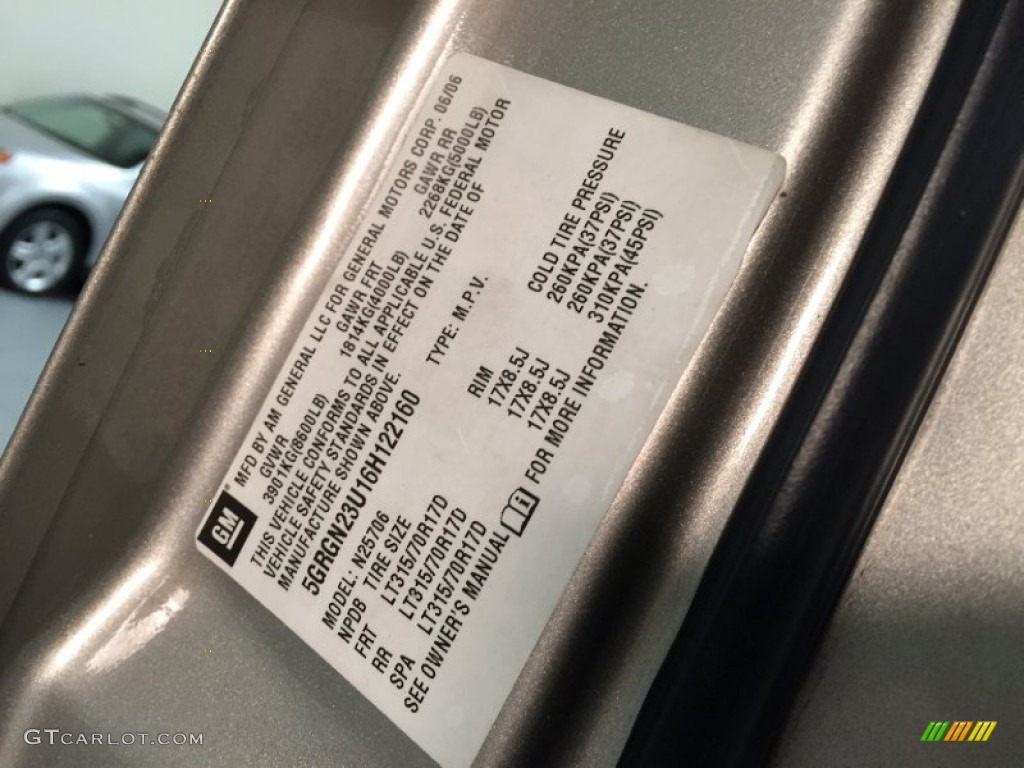 GM
MFD BY AM GENERAL LLC FOR GENERAL MOTORS CORP. 06/06
GVWR GAWR FRT GAWR RR
3901KG(8600LB) 1814KG(4000LB) 2268KG(5000LB)
THIS VEHICLE CONFORMS TO ALL APPLICABLE U.S. FEDERAL MOTOR
VEHICLE SAFETY STANDARDS IN EFFECT ON THE DATE OF
MANUFACTURE SHOWN ABOVE.
5GRGN23U16H122160 TYPE: M.P.V.
MODEL: N25706
NPDB TIRE SIZE RIM COLD TIRE PRESSURE
FRT LT315/70R17D 17X8.5J 260KPA(37PSI)
RR LT315/70R17D 17X8.5J 260KPA(37PSI)
SPA LT315/70R17D 17X8.5J 310KPA(45PSI)
SEE OWNER'S MANUAL FOR MORE INFORMATION.
GTCARLOT.COM